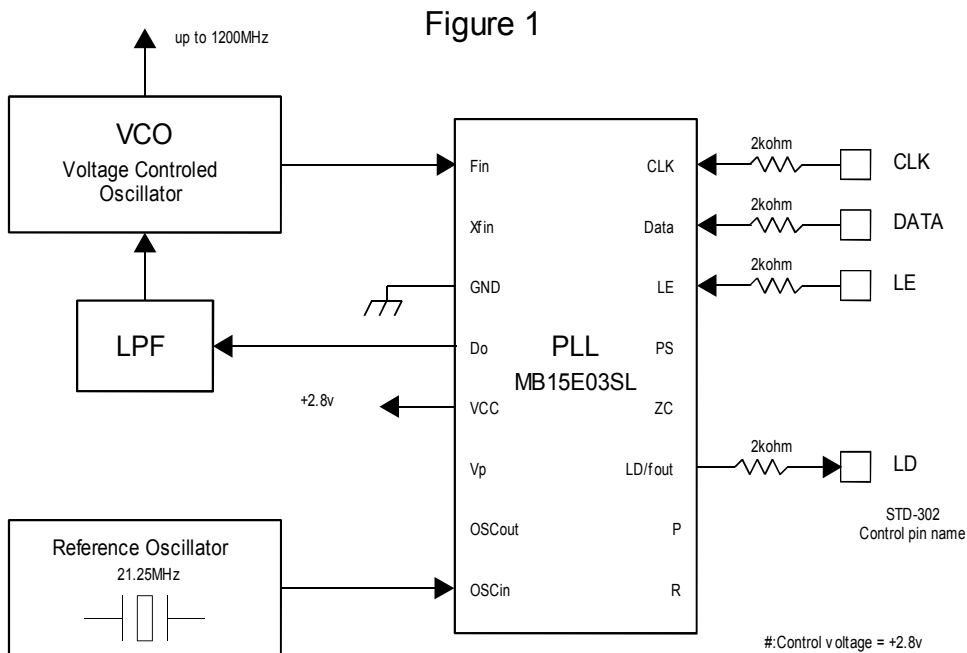 Figure 1
up to 1200MHz
VCO
Voltage Controled
Oscillator
LPF
+2.8v
Reference Oscillator
21.25MHz
Fin
Xfin
GND
Do
VCC
Vp
OSCout
OSCin
PLL
MB15E03SL
CLK
Data
LE
PS
ZC
LD/fout
P
R
2kohm
CLK
2kohm
DATA
2kohm
LE
2kohm
LD
STD-302
Control pin name
#:Control voltage = +2.8v